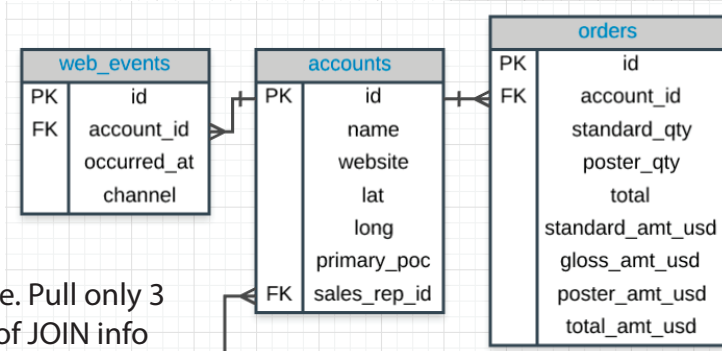 web_events
PK id
FK account_id
occurred_at
channel
accounts
PK id
name
website
lat
long
primary_poc
FK sales_rep_id
orders
PK id
FK account_id
standard_qty
poster_qty
total
standard_amt_usd
gloss_amt_usd
poster_amt_usd
total_amt_usd
e. Pull only 3
of JOIN info